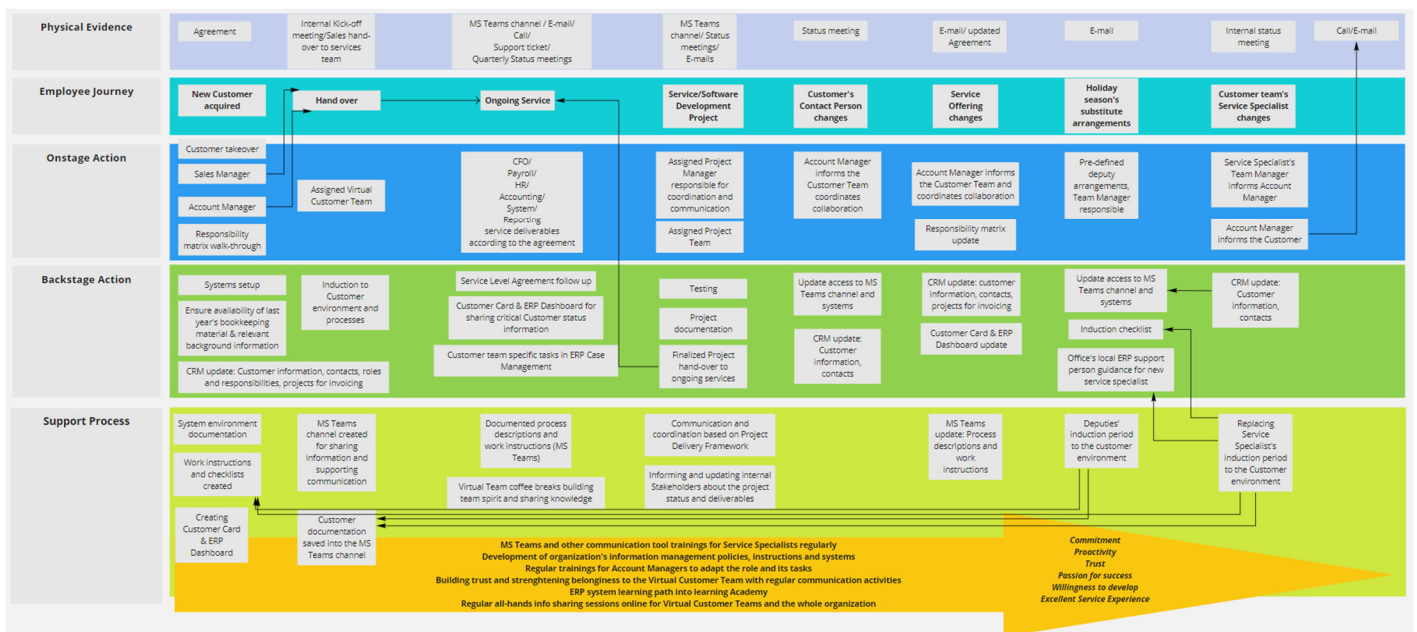 Physical Evidence
Agreement
Internal Kick-off
meeting/Sales hand-
over to services
team
MS Teams channel / E-mail/
Call/
Support ticket/
Quarterly Status meetings
MS Teams
channel/ Status
meetings/
E-mails
Status meeting
E-mail/ updated
Agreement
E-mail
Internal status
meeting
Call/E-mail
Employee Journey
New Customer
acquired
Hand over
Ongoing Service
Service/Software
Development
Project
Customer's
Contact Person
changes
Service
Offering
changes
Holiday
season's
substitute
arrangements
Customer team's
Service Specialist
changes
Onstage Action
Customer takeover
Sales Manager
Account Manager
Responsibility
matrix walk-through
Assigned Virtual
Customer Team
CFO/
Payroll/
HR/
Accounting/
System/
Reporting
service deliverables
according to the agreement
Assigned Project
Manager
responsible for
coordination and
communication
Assigned Project
Team
Account Manager
informs the
Customer Team
coordinates
collaboration
Account Manager informs
the Customer Team and
coordinates collaboration
Responsibility matrix
update
Pre-defined
deputy
arrangements,
Team Manager
responsible
Service Specialist's
Team Manager
informs Account
Manager
Account Manager
informs the Customer
Backstage Action
Systems setup
Ensure availability of last
year's bookkeeping
material & relevant
background information
CRM update: Customer information, contacts, roles
and responsibilities, projects for invoicing
Induction to
Customer
environment and
processes
Service Level Agreement follow up
Customer Card & ERP Dashboard for
sharing critical Customer status
information
Customer team specific tasks in ERP Case
Management
Testing
Project
documentation
Finalized Project
hand-over to
ongoing services
Update access to MS
Teams channel and
systems
CRM update:
Customer
information,
contacts
CRM update: customer
information, contacts,
projects for invoicing
Customer Card & ERP
Dashboard update
Update access to MS
Teams channel and
systems
Induction checklist
Office's local ERP support
person guidance for new
service specialist
CRM update:
Customer
information,
contacts
Support Process
System environment
documentation
Work instructions
and checklists
created
Creating
Customer Card
& ERP
Dashboard
MS Teams
channel created
for sharing
information and
supporting
communication
Customer
documentation
saved into the MS
Teams channel
Documented process
descriptions and
work instructions (MS
Teams)
Virtual Team coffee breaks building
team spirit and sharing knowledge
Communication and
coordination based on Project
Delivery Framework
Informing and updating internal
Stakeholders about the project
status and deliverables
MS Teams
update: Process
descriptions and
work
instructions
Deputies'
induction period
to the customer
environment
Replacing
Service
Specialist's
induction period
to the Customer
environment
MS Teams and other communication tool trainings for Service Specialists regularly
Development of organization's information management policies, instructions and systems
Regular trainings for Account Managers to adapt the role and its tasks
Building trust and strenghtening belonginess to the Virtual Customer Team with regular communication activities
ERP system learning path into learning Academy
Regular all-hands info sharing sessions online for Virtual Customer Teams and the whole organization
Commitment
Proactivity
Trust
Passion for success
Willingness to develop
Excellent Service Experience